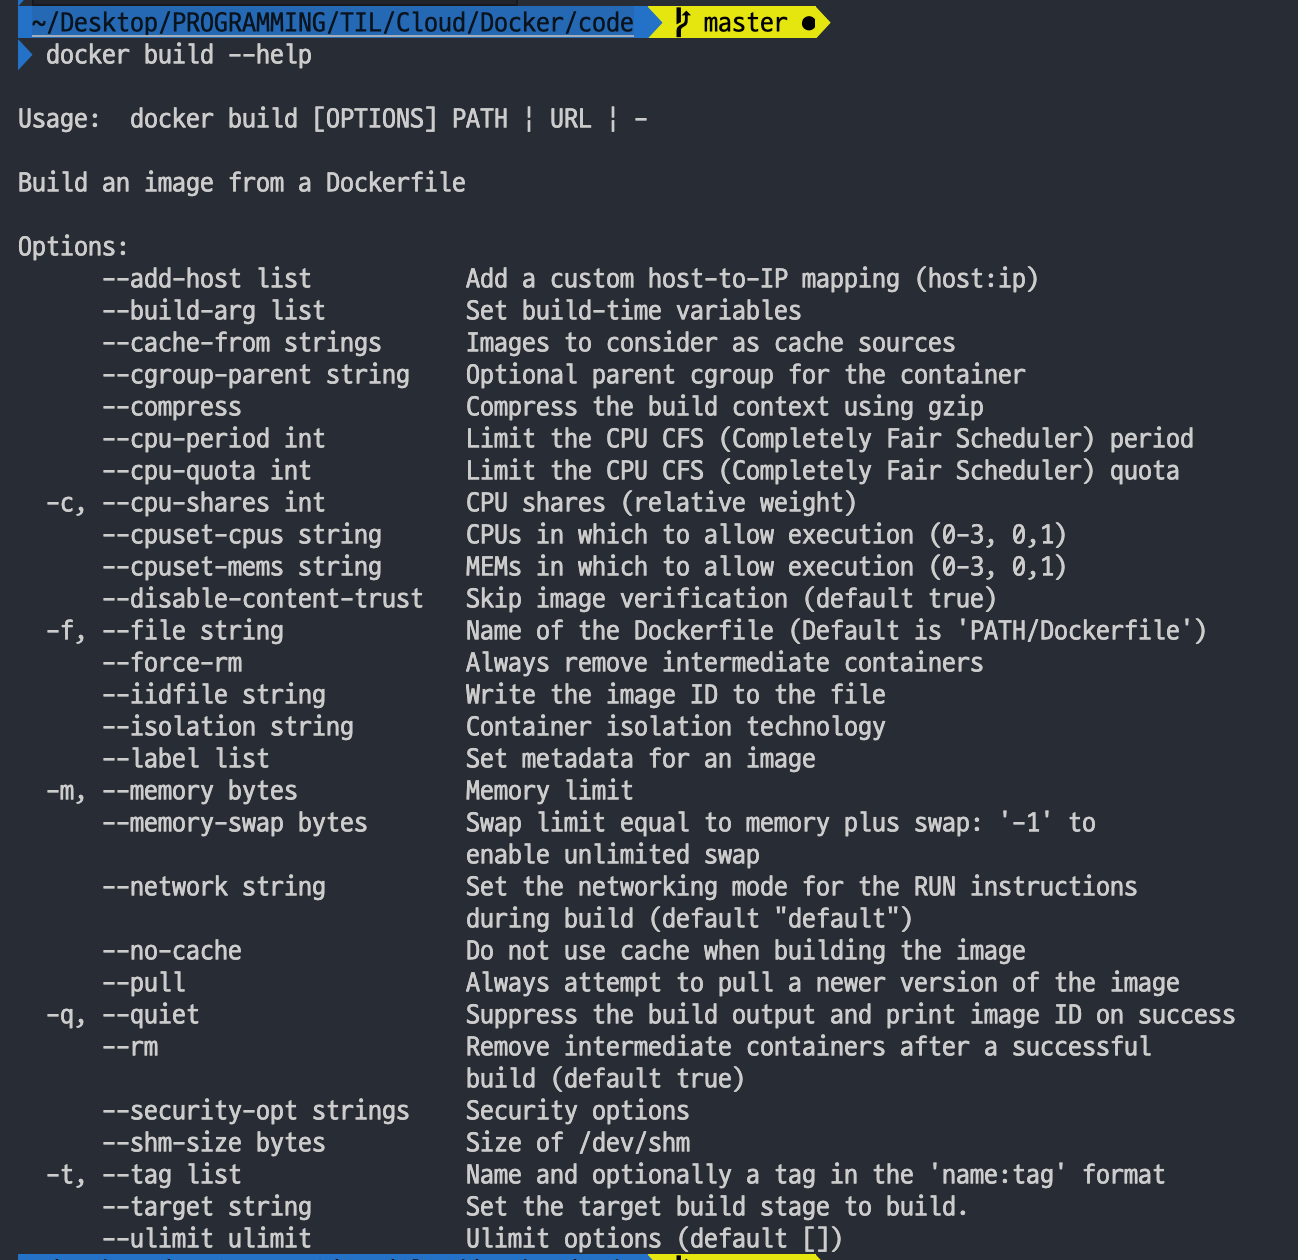 ~/Desktop/PROGRAMMING/TIL/Cloud/Docker/code master ●
docker build --help
Usage:  docker build [OPTIONS] PATH | URL | -
Build an image from a Dockerfile
Options:
      --add-host list           Add a custom host-to-IP mapping (host:ip)
      --build-arg list          Set build-time variables
      --cache-from strings      Images to consider as cache sources
      --cgroup-parent string    Optional parent cgroup for the container
      --compress                Compress the build context using gzip
      --cpu-period int          Limit the CPU CFS (Completely Fair Scheduler) period
      --cpu-quota int           Limit the CPU CFS (Completely Fair Scheduler) quota
  -c, --cpu-shares int          CPU shares (relative weight)
      --cpuset-cpus string      CPUs in which to allow execution (0-3, 0,1)
      --cpuset-mems string      MEMs in which to allow execution (0-3, 0,1)
      --disable-content-trust   Skip image verification (default true)
  -f, --file string             Name of the Dockerfile (Default is 'PATH/Dockerfile')
      --force-rm                Always remove intermediate containers
      --iidfile string          Write the image ID to the file
      --isolation string        Container isolation technology
      --label list              Set metadata for an image
  -m, --memory bytes            Memory limit
      --memory-swap bytes       Swap limit equal to memory plus swap: '-1' to
                                enable unlimited swap
      --network string          Set the networking mode for the RUN instructions
                                during build (default "default")
      --no-cache                Do not use cache when building the image
      --pull                    Always attempt to pull a newer version of the image
  -q, --quiet                   Suppress the build output and print image ID on success
      --rm                      Remove intermediate containers after a successful
                                build (default true)
      --security-opt strings    Security options
      --shm-size bytes          Size of /dev/shm
  -t, --tag list                Name and optionally a tag in the 'name:tag' format
      --target string           Set the target build stage to build.
      --ulimit ulimit           Ulimit options (default [])